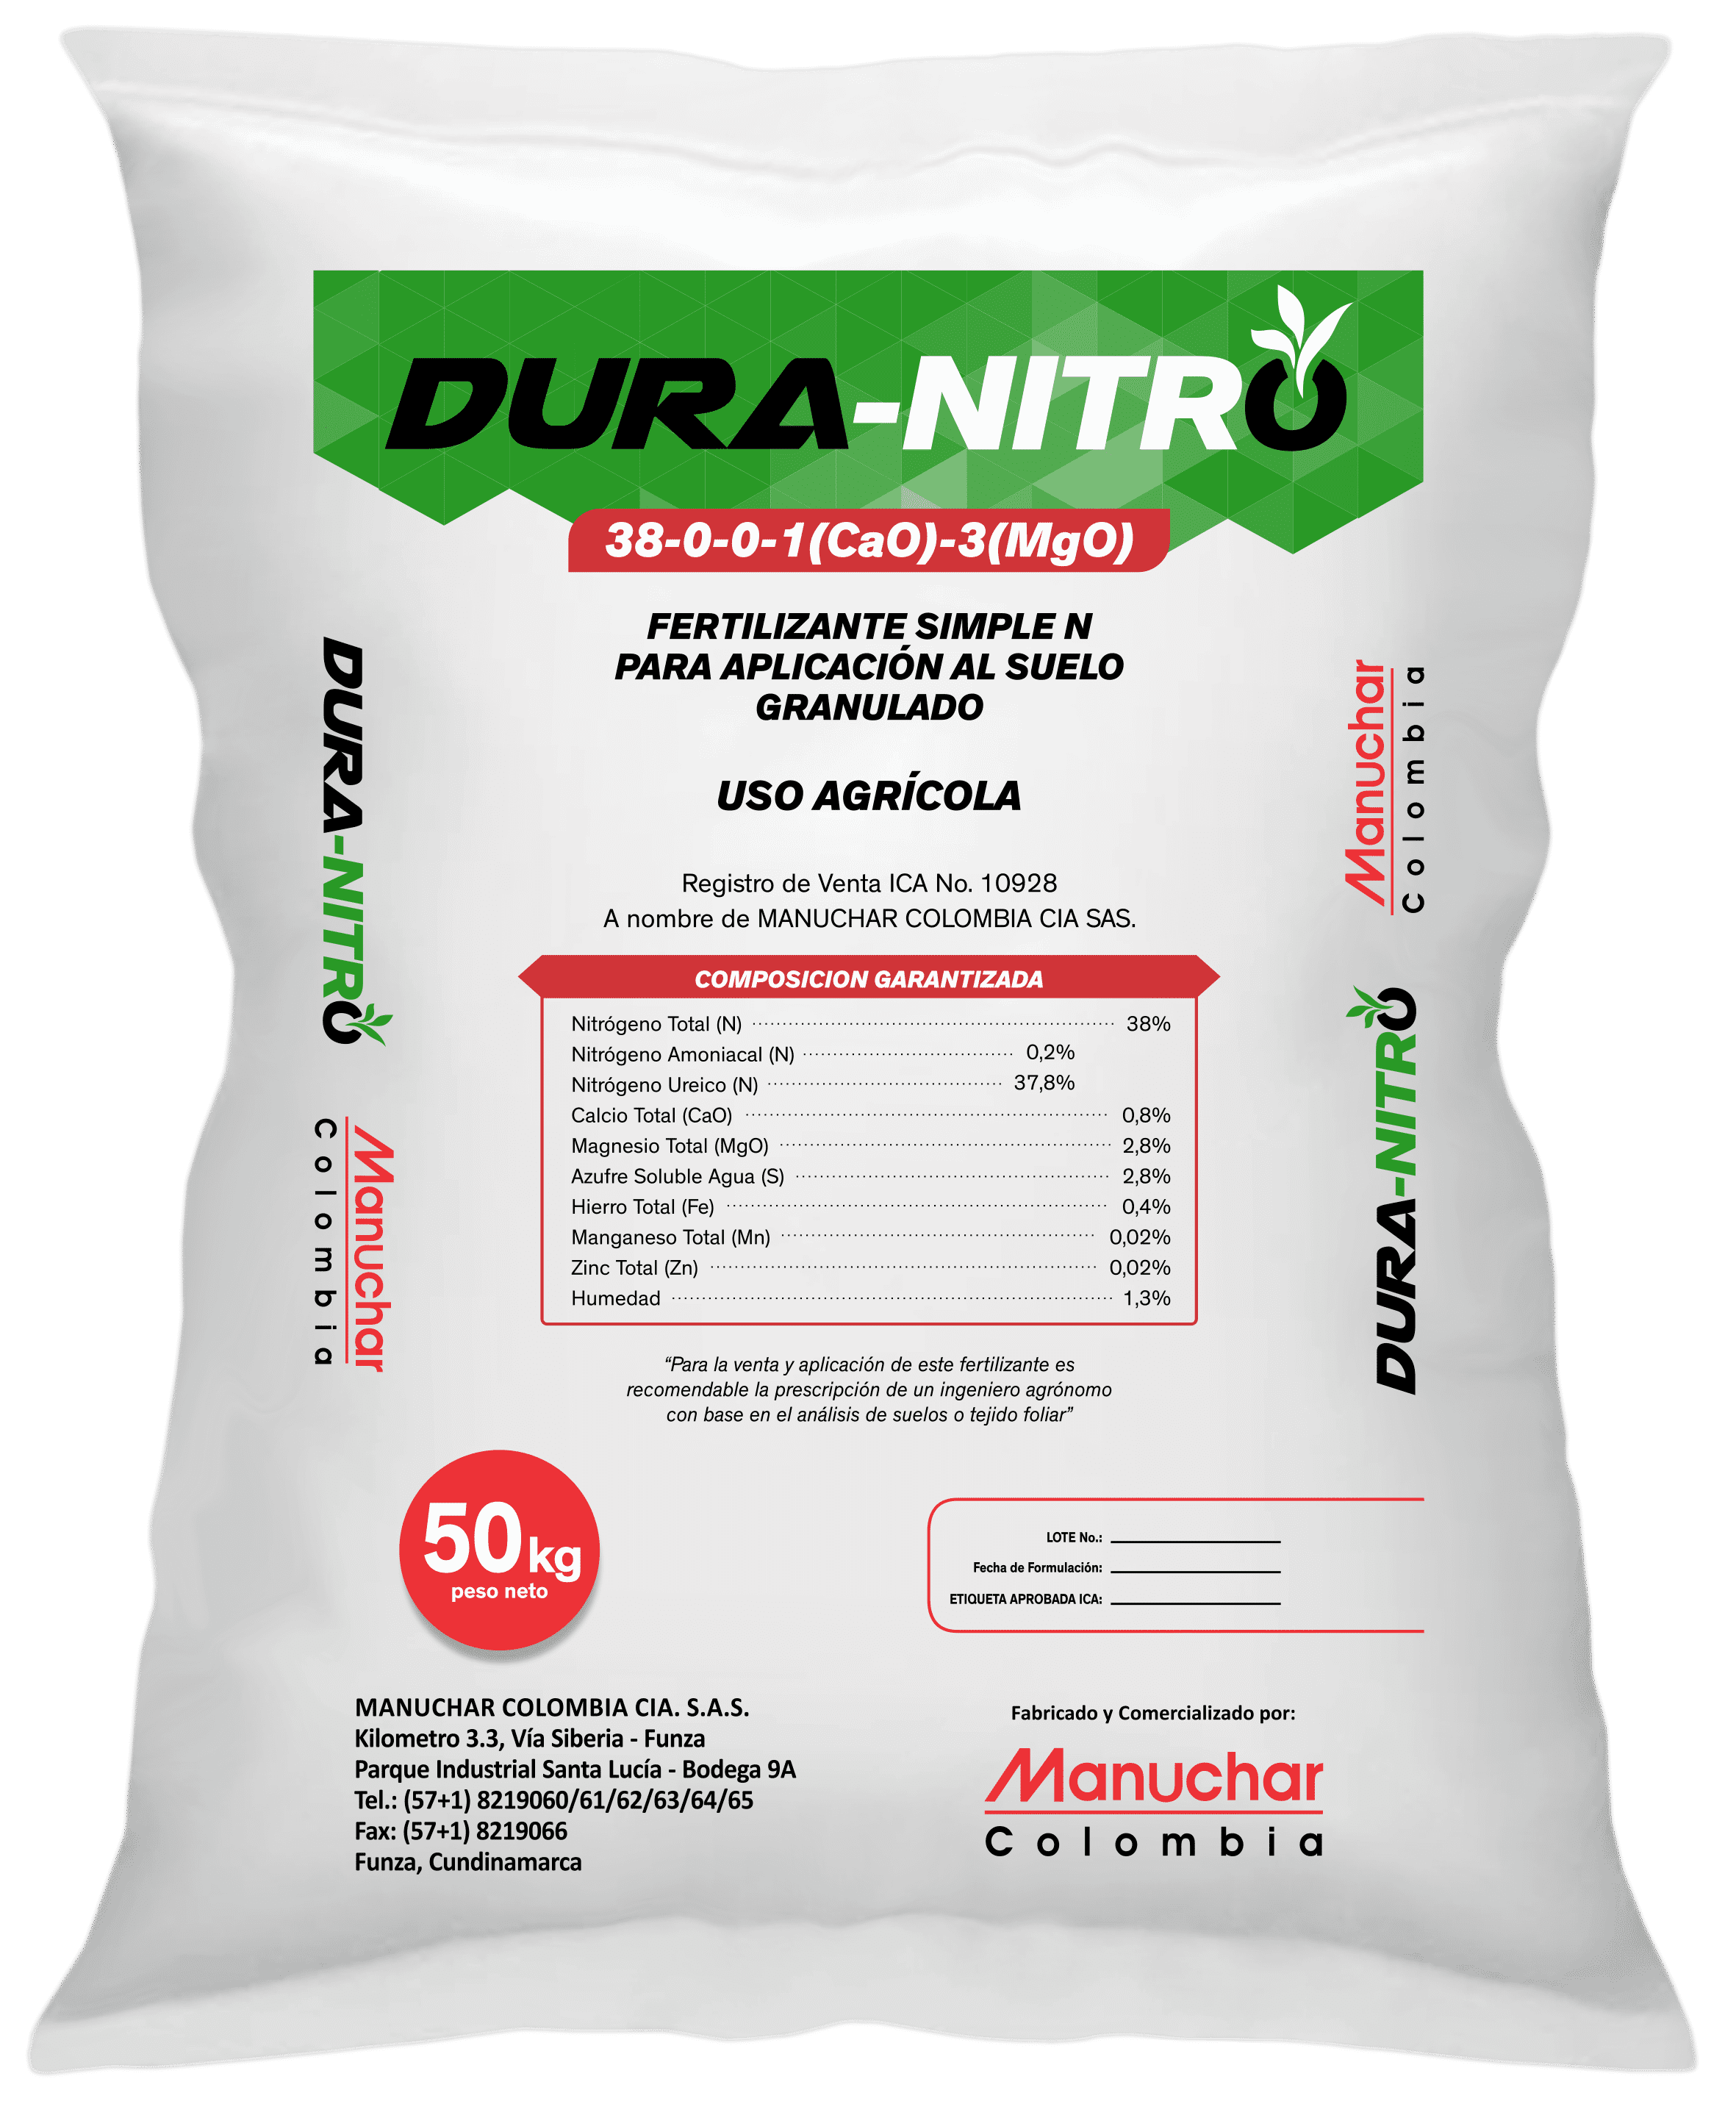 DURA-NITRO
38-0-0-1(CaO)-3(MgO)
FERTILIZANTE SIMPLE N
PARA APLICACIÓN AL SUELO
GRANULADO
USO AGRÍCOLA
Registro de Venta ICA No. 10928
A nombre de MANUCHAR COLOMBIA CIA SAS.
COMPOSICION GARANTIZADA
Nitrógeno Total (N) 38%
Nitrógeno Amoniacal (N) 0,2%
Nitrógeno Ureico (N) 37,8%
Calcio Total (CaO) 0,8%
Magnesio Total (MgO) 2,8%
Azufre Soluble Agua (S) 2,8%
Hierro Total (Fe) 0,4%
Manganeso Total (Mn) 0,02%
Zinc Total (Zn) 0,02%
Humedad 1,3%
“Para la venta y aplicación de este fertilizante es
recomendable la prescripción de un ingeniero agrónomo
con base en el análisis de suelos o tejido foliar”
DURA-NITRO
Manuchar
Colombia
Manuchar
Colombia
DURA-NITRO
50kg
peso neto
LOTE No.:
Fecha de Formulación:
ETIQUETA APROBADA ICA:
MANUCHAR COLOMBIA CIA. S.A.S.
Kilometro 3.3, Vía Siberia - Funza
Parque Industrial Santa Lucía - Bodega 9A
Tel.: (57+1) 8219060/61/62/63/64/65
Fax: (57+1) 8219066
Funza, Cundinamarca
Fabricado y Comercializado por:
Manuchar
Colombia